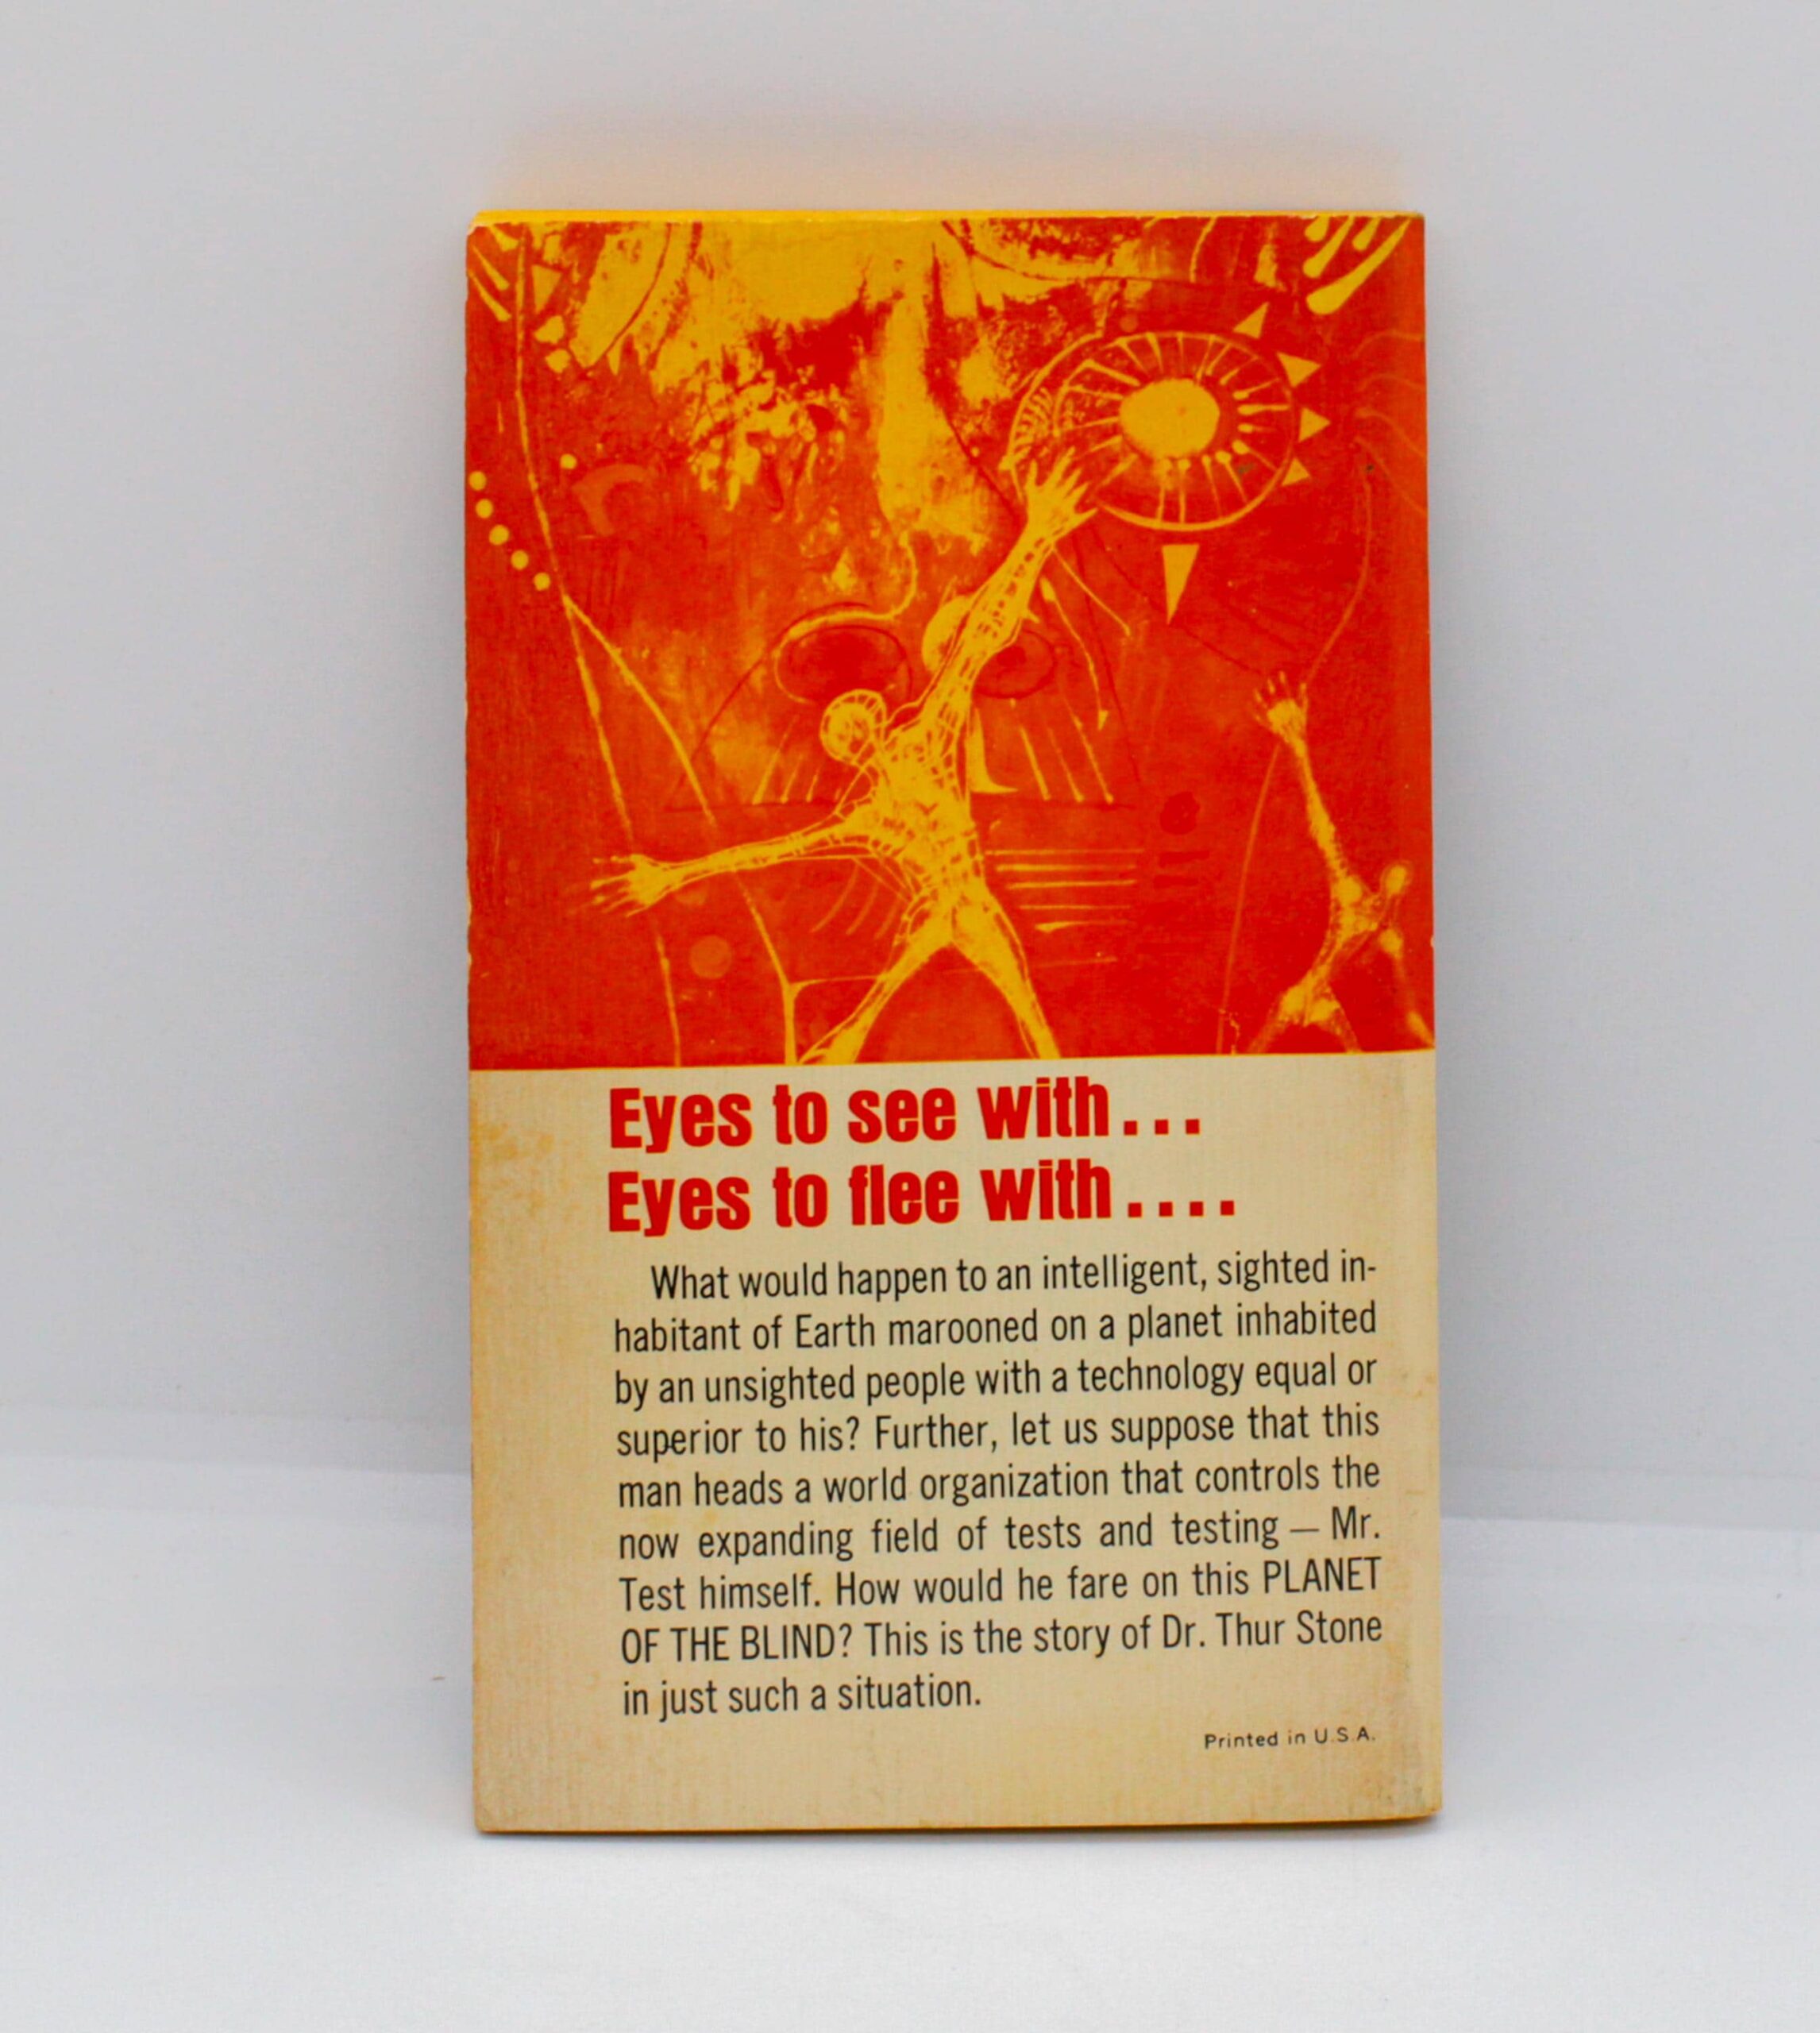 Eyes to see with...
Eyes to flee with....
What would happen to an intelligent, sighted in-
habitant of Earth marooned on a planet inhabited
by an unsighted people with a technology equal or
superior to his? Further, let us suppose that this
man heads a world organization that controls the
now expanding field of tests and testing — Mr.
Test himself. How would he fare on this PLANET
OF THE BLIND? This is the story of Dr. Thur Stone
in just such a situation.
Printed in U.S.A.